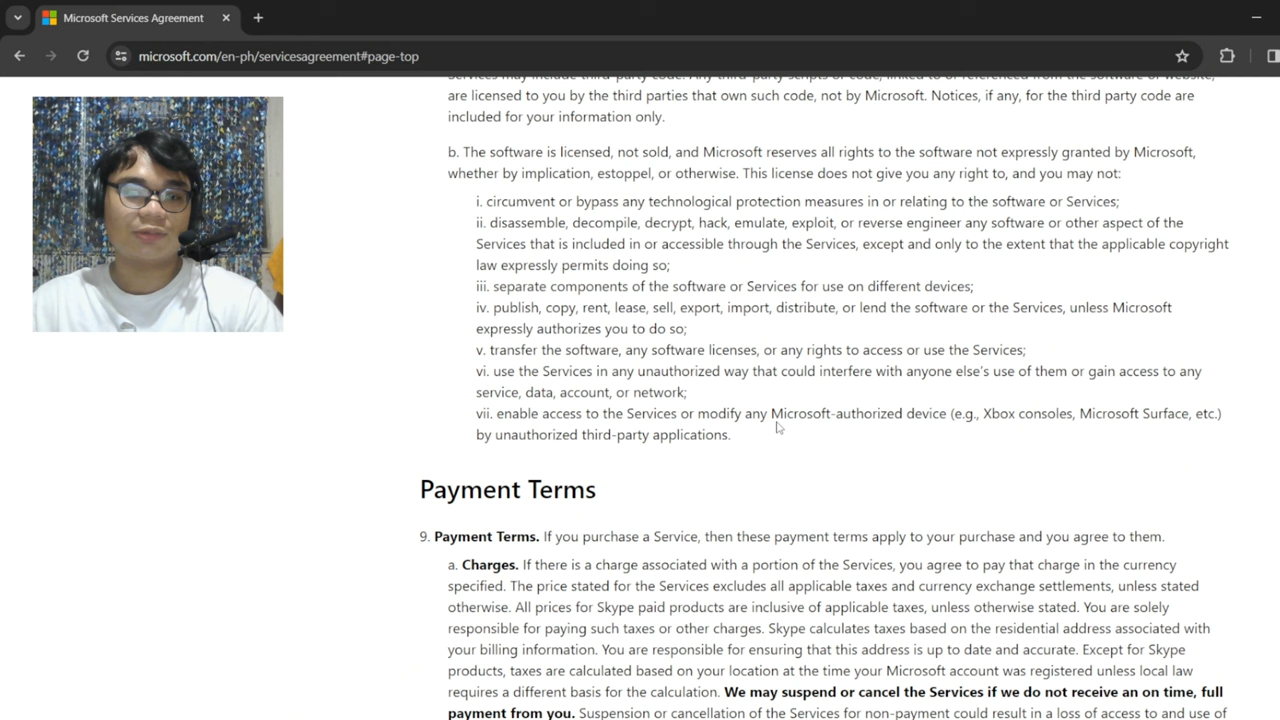 Microsoft Services Agreement
microsoft.com/en-ph/servicesagreement#page-top
Services may include third-party code. Any third-party scripts or code, linked to or referenced from the software or website,
are licensed to you by the third parties that own such code, not by Microsoft. Notices, if any, for the third party code are
included for your information only.
b. The software is licensed, not sold, and Microsoft reserves all rights to the software not expressly granted by Microsoft,
whether by implication, estoppel, or otherwise. This license does not give you any right to, and you may not:
i. circumvent or bypass any technological protection measures in or relating to the software or Services;
ii. disassemble, decompile, decrypt, hack, emulate, exploit, or reverse engineer any software or other aspect of the
Services that is included in or accessible through the Services, except and only to the extent that the applicable copyright
law expressly permits doing so;
iii. separate components of the software or Services for use on different devices;
iv. publish, copy, rent, lease, sell, export, import, distribute, or lend the software or the Services, unless Microsoft
expressly authorizes you to do so;
v. transfer the software, any software licenses, or any rights to access or use the Services;
vi. use the Services in any unauthorized way that could interfere with anyone else's use of them or gain access to any
service, data, account, or network;
vii. enable access to the Services or modify any Microsoft-authorized device (e.g., Xbox consoles, Microsoft Surface, etc.)
by unauthorized third-party applications.
Payment Terms
9. Payment Terms. If you purchase a Service, then these payment terms apply to your purchase and you agree to them.
a. Charges. If there is a charge associated with a portion of the Services, you agree to pay that charge in the currency
specified. The price stated for the Services excludes all applicable taxes and currency exchange settlements, unless stated
otherwise. All prices for Skype paid products are inclusive of applicable taxes, unless otherwise stated. You are solely
responsible for paying such taxes or other charges. Skype calculates taxes based on the residential address associated with
your billing information. You are responsible for ensuring that this address is up to date and accurate. Except for Skype
products, taxes are calculated based on your location at the time your Microsoft account was registered unless local law
requires a different basis for the calculation. We may suspend or cancel the Services if we do not receive an on time, full
payment from you. Suspension or cancellation of the Services for non-payment could result in a loss of access to and use of